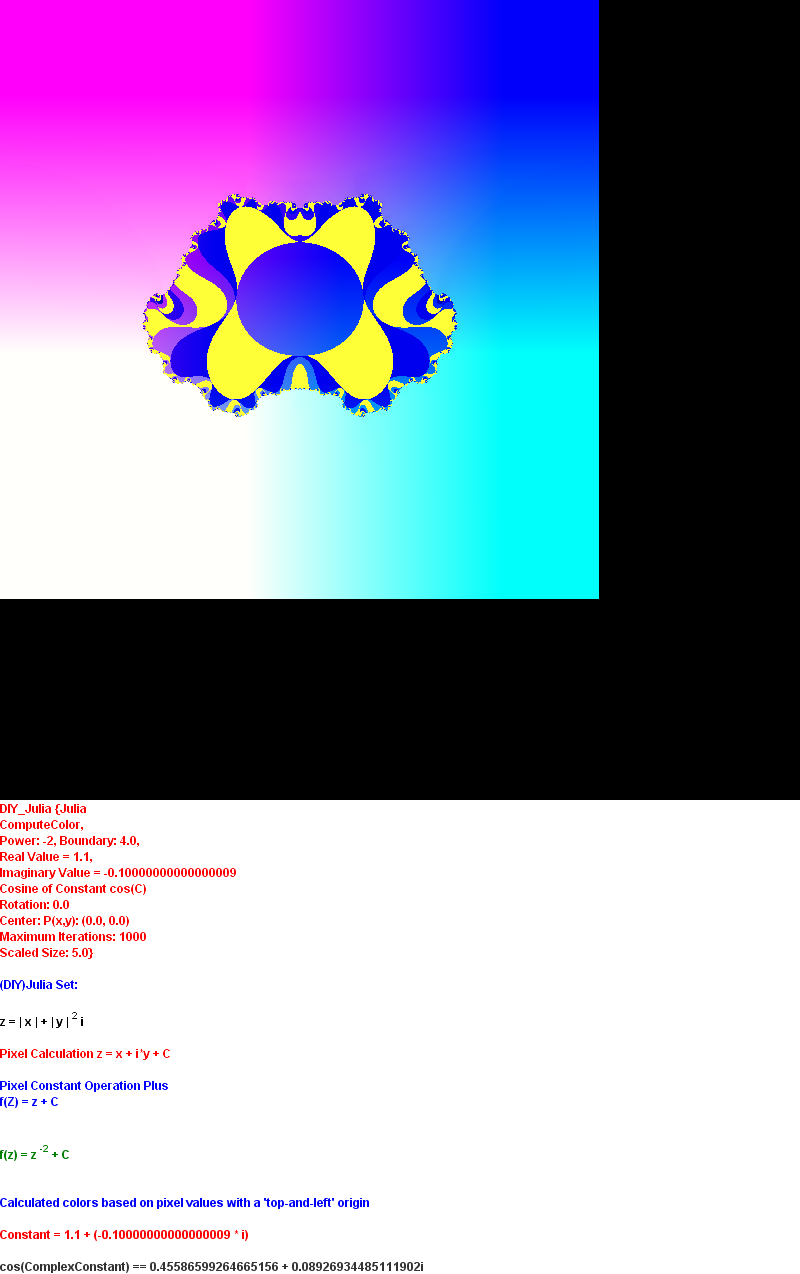 DIY_Julia {Julia
ComputeColor,
Power: -2, Boundary: 4.0,
Real Value = 1.1,
Imaginary Value = -0.10000000000000009
Cosine of Constant cos(C)
Rotation: 0.0
Center: P(x,y): (0.0, 0.0)
Maximum Iterations: 1000
Scaled Size: 5.0}
(DIY)Julia Set:
z = | x | + | y | ² i
Pixel Calculation z = x + i*y + C
Pixel Constant Operation Plus
f(Z) = z + C
f(z) = z ⁻² + C
Calculated colors based on pixel values with a 'top-and-left' origin
Constant = 1.1 + (-0.10000000000000009 * i)
cos(ComplexConstant) == 0.45586599264665156 + 0.08926934485111902i